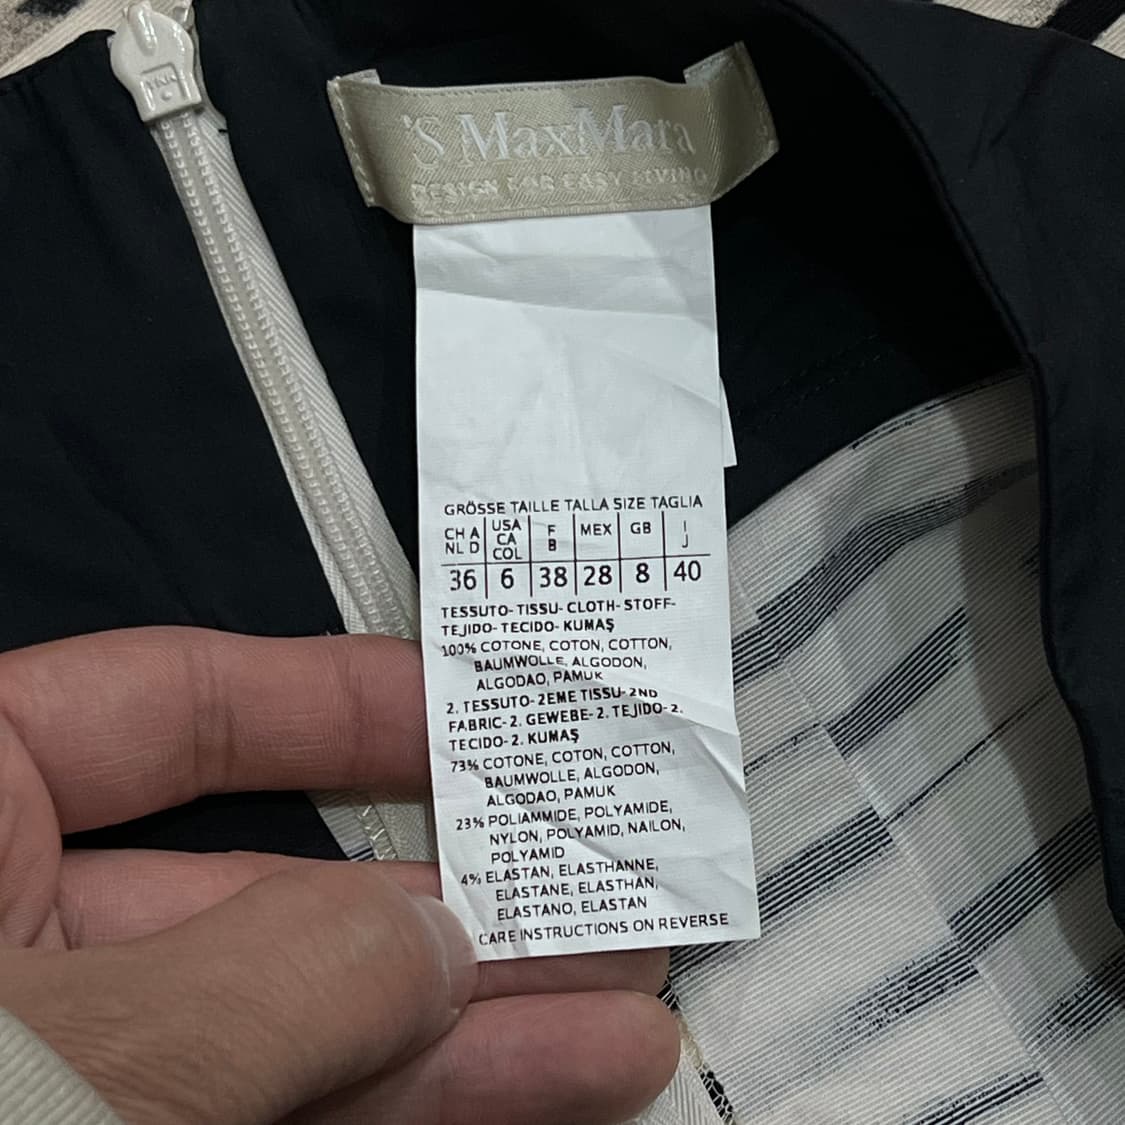 YKK
'S MaxMara
DESIGN FOR EASY LIVING
GRÖSSE TAILLE TALLA SIZE TAGLIA
CH A NL D | USA CA COL | F B | MEX | GB | I J
36 | 6 | 38 | 28 | 8 | 40
TESSUTO-TISSU-CLOTH-STOFF-
TEJIDO-TECIDO-KUMAŞ
100% COTONE, COTON, COTTON,
BAUMWOLLE, ALGODON,
ALGODAO, PAMUK
2. TESSUTO-2EME TISSU-2ND
FABRIC-2. GEWEBE-2. TEJIDO-2.
TECIDO-2. KUMAŞ
73% COTONE, COTON, COTTON,
BAUMWOLLE, ALGODON,
ALGODAO, PAMUK
23% POLIAMMIDE, POLYAMIDE,
NYLON, POLYAMID, NAILON,
POLYAMID
4% ELASTAN, ELASTHANNE,
ELASTANE, ELASTHAN,
ELASTANO, ELASTAN
CARE INSTRUCTIONS ON REVERSE